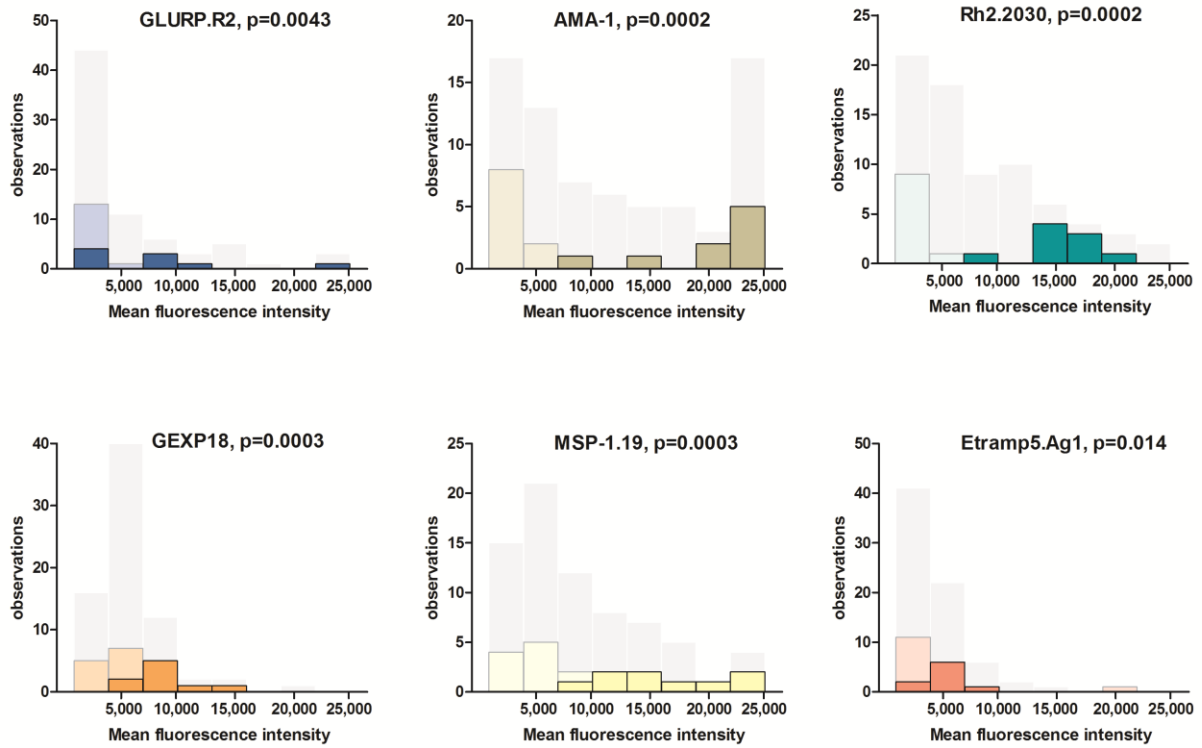 GLURP.R2, p=0.0043
50
40
30
20
10
0
observations
5,000 10,000 15,000 20,000 25,000
Mean fluorescence intensity
AMA-1, p=0.0002
20
15
10
5
0
observations
5,000 10,000 15,000 20,000 25,000
Mean fluorescence intensity
Rh2.2030, p=0.0002
25
20
15
10
5
0
observations
5,000 10,000 15,000 20,000 25,000
Mean fluorescence intensity
GEXP18, p=0.0003
40
30
20
10
0
observations
5,000 10,000 15,000 20,000 25,000
Mean fluorescence intensity
MSP-1.19, p=0.0003
25
20
15
10
5
0
observations
5,000 10,000 15,000 20,000 25,000
Mean fluorescence intensity
Etramp5.Ag1, p=0.014
50
40
30
20
10
0
observations
5,000 10,000 15,000 20,000 25,000
Mean fluorescence intensity